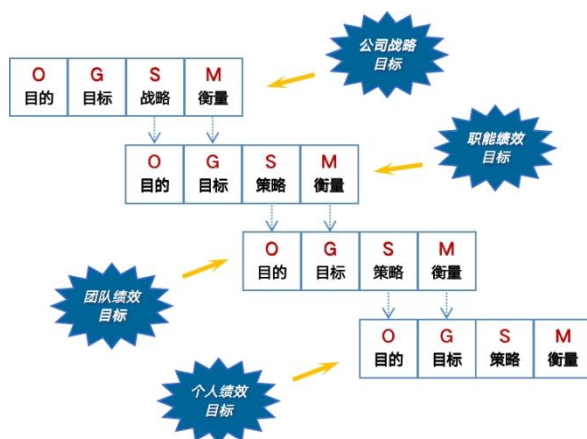 公司战略
目标
O G S M
目的 目标 战略 衡量
职能绩效
目标
O G S M
目的 目标 策略 衡量
O G S M
目的 目标 策略 衡量
团队绩效
目标
O G S M
目的 目标 策略 衡量
个人绩效
目标